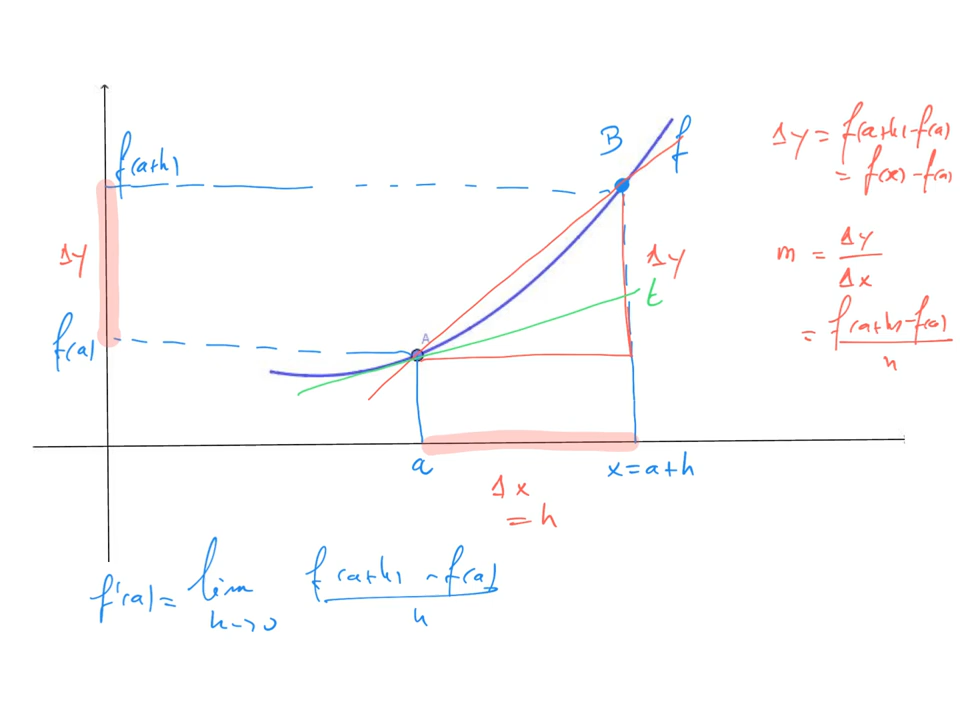 B
f
f(a+h)
Δy = f(a+h)-f(a)
= f(x)-f(a)
Δy
Δy
m = Δy/Δx
t
= f(a+h)-f(a)/h
f(a)
A
a
x=a+h
Δx
=h
f'(a)= lim h→0 f(a+h)-f(a)/h